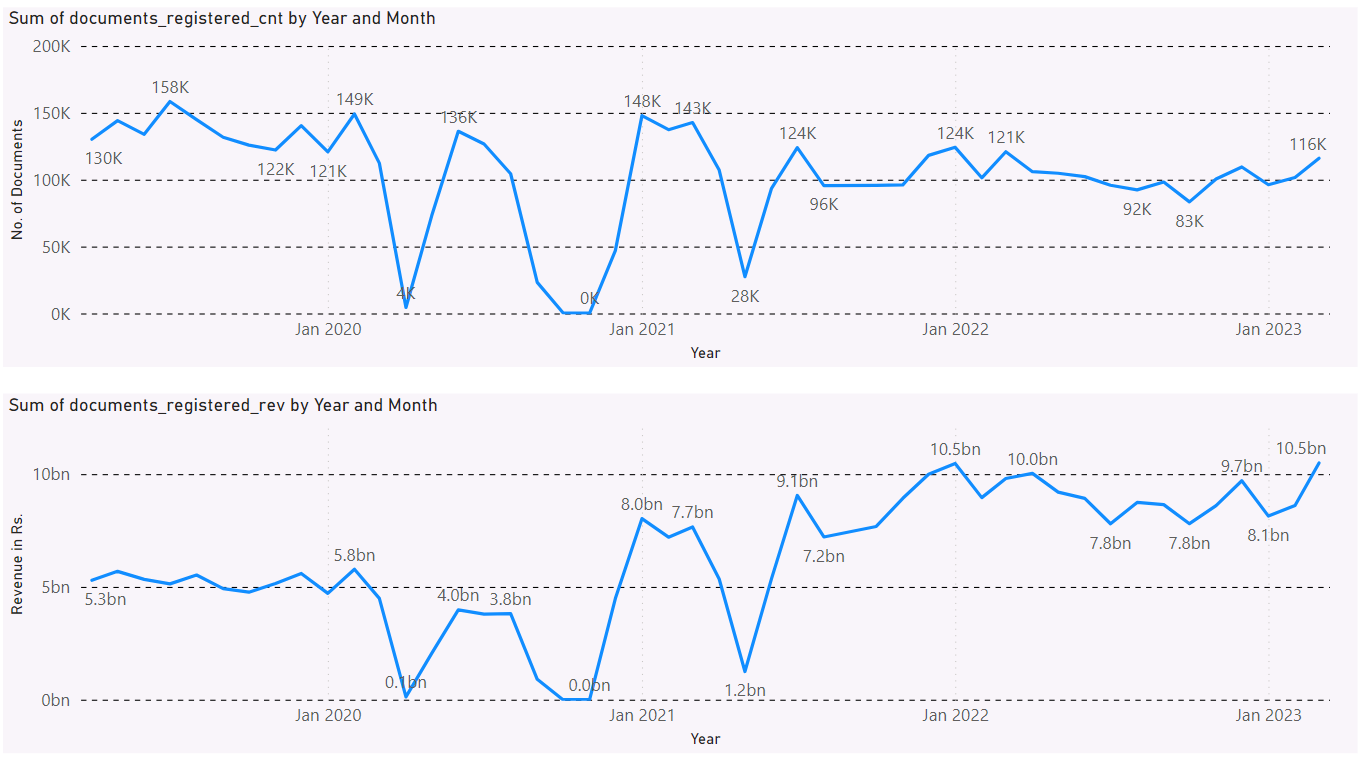 Sum of documents_registered_cnt by Year and Month
200K
158K
149K
136K
148K
143K
150K
124K
124K
121K
116K
130K
122K
121K
100K
96K
92K
83K
50K
4K
0K
28K
0K
No. of Documents
Jan 2020
Jan 2021
Jan 2022
Jan 2023
Year
Sum of documents_registered_rev by Year and Month
10.5bn
10.0bn
10.5bn
10bn
9.7bn
9.1bn
8.0bn
7.7bn
7.2bn
7.8bn
7.8bn
8.1bn
5.8bn
5bn
5.3bn
4.0bn
3.8bn
0.1bn
0.0bn
1.2bn
0bn
Revenue in Rs.
Jan 2020
Jan 2021
Jan 2022
Jan 2023
Year